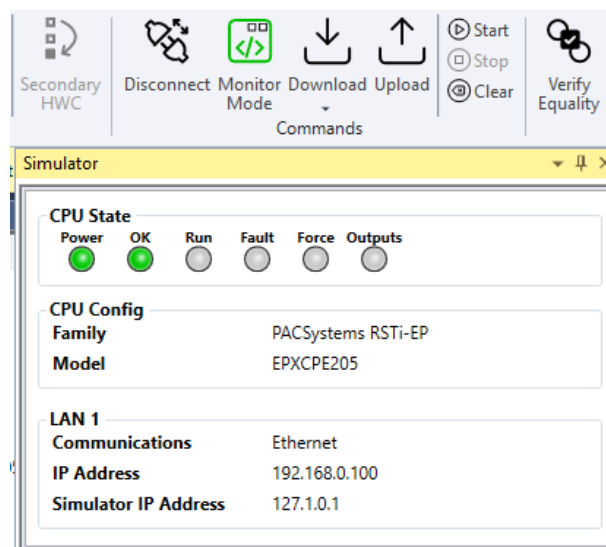 Secondary
HWC
Disconnect
Monitor
Mode
Download
Upload
Start
Stop
Clear
Verify
Equality
Commands
Simulator
CPU State
Power OK Run Fault Force Outputs
CPU Config
Family PACSystems RSTi-EP
Model EPXCPE205
LAN 1
Communications Ethernet
IP Address 192.168.0.100
Simulator IP Address 127.1.0.1